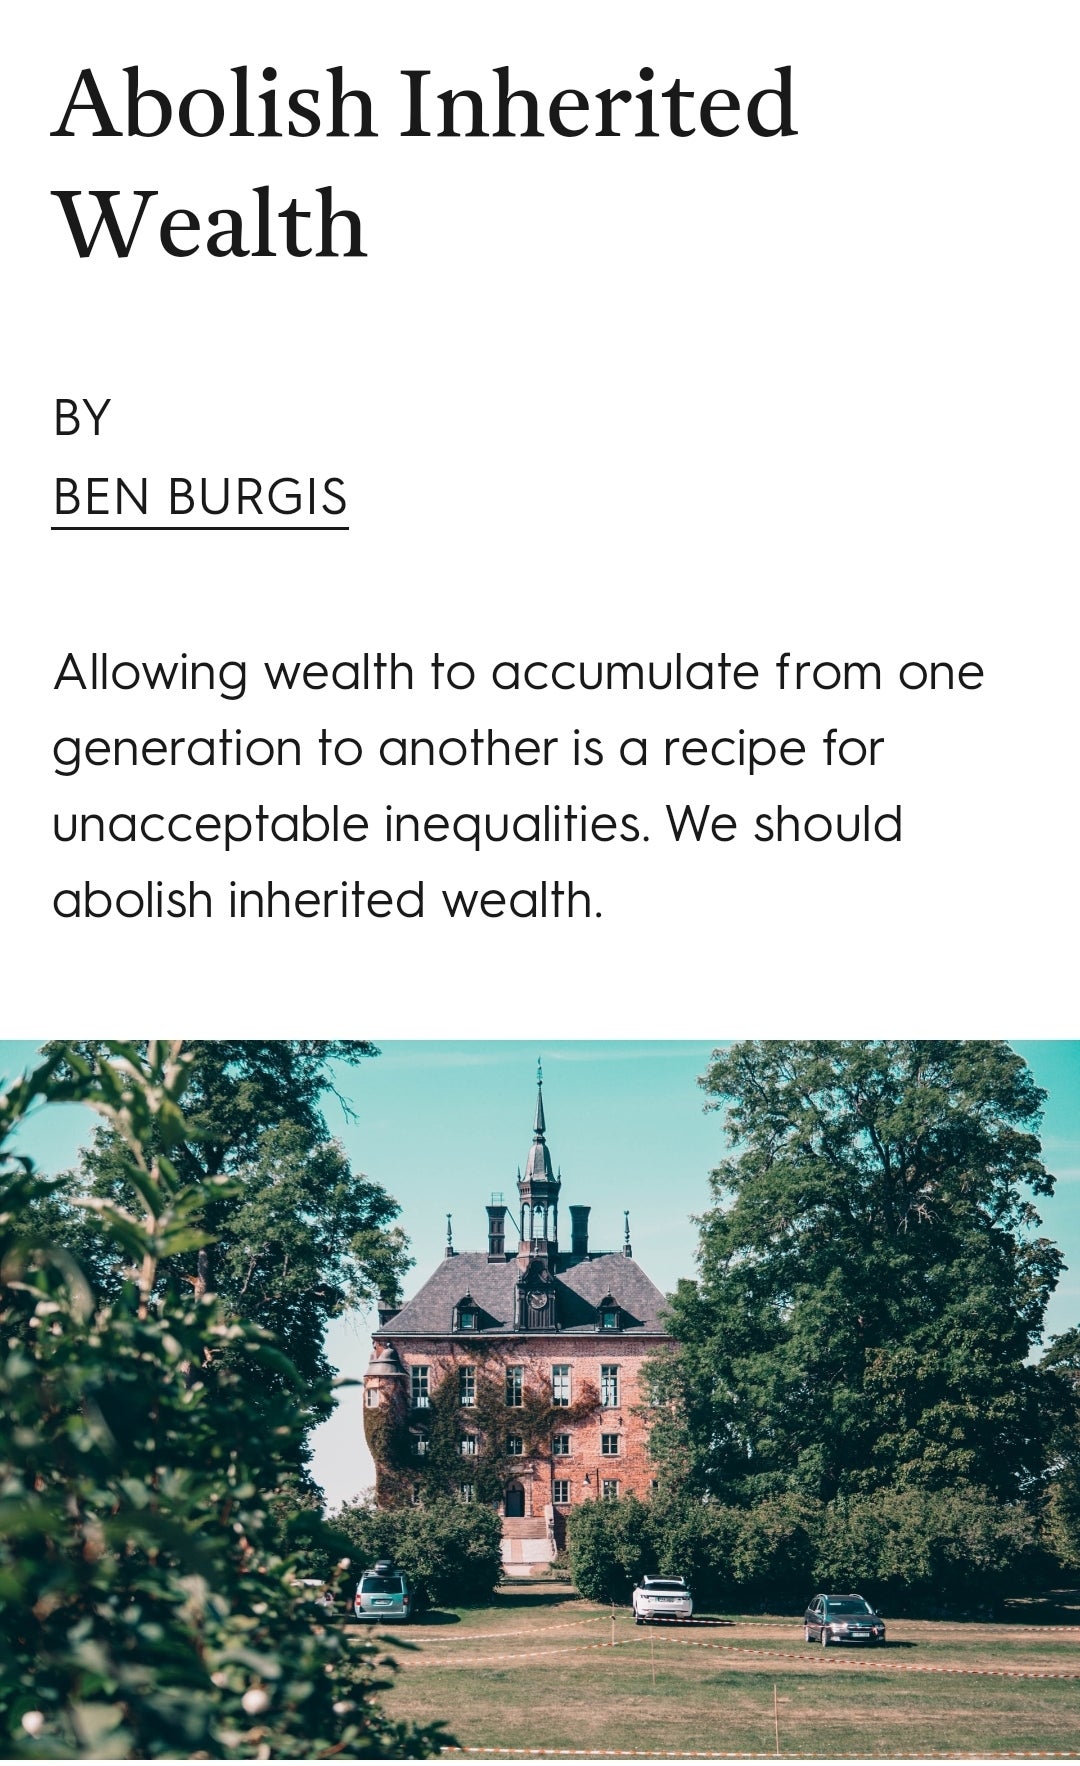 Abolish Inherited
Wealth
BY
BEN BURGIS
Allowing wealth to accumulate from one
generation to another is a recipe for
unacceptable inequalities. We should
abolish inherited wealth.